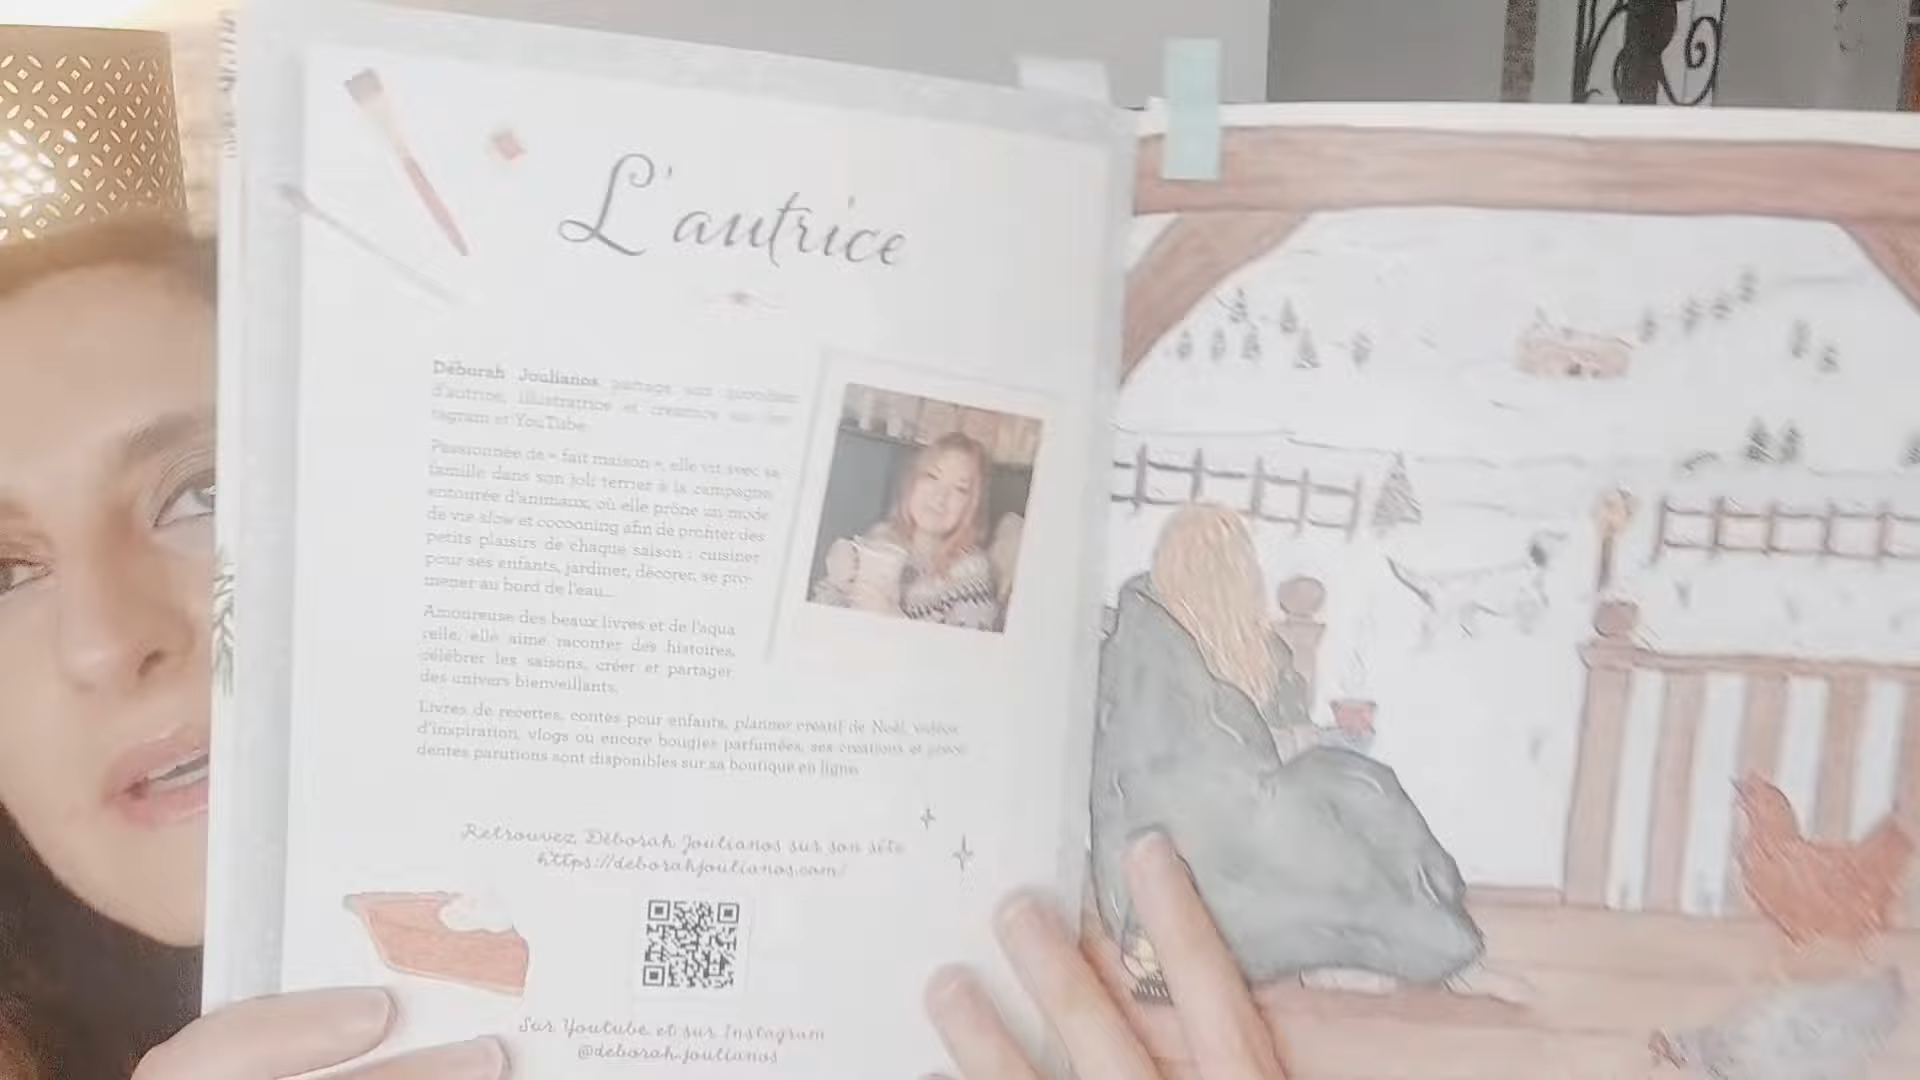 L'autrice
Déborah Joulianos partage son quotidien
d'autrice, illustratrice et créatrice sur Ins-
tagram et YouTube.
Passionnée de « fait maison », elle vit avec sa
famille dans son joli terrier à la campagne,
entourée d'animaux, où elle prône un mode
de vie slow et cocooning afin de profiter des
petits plaisirs de chaque saison : cuisiner
pour ses enfants, jardiner, décorer, se pro-
mener au bord de l'eau...
Amoureuse des beaux livres et de l'aqua
relle, elle aime raconter des histoires,
célébrer les saisons, créer et partager
des univers bienveillants.
Livres de recettes, contes pour enfants, planner créatif de Noël, vidéos
d'inspiration, vlogs ou encore bougies parfumées, ses créations et précé-
dentes parutions sont disponibles sur sa boutique en ligne.
Retrouvez Déborah Joulianos sur son site
https://deborahjoulianos.com/
Sur Youtube et sur Instagram
@deborah.joulianos